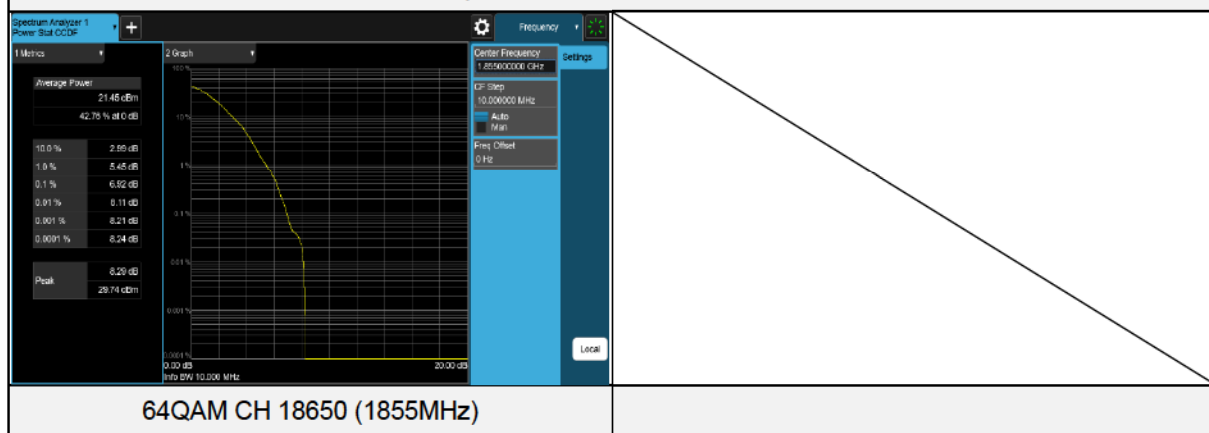 Spectrum Analyzer 1
Power Stat CCDF
+
Frequency
1 Metrics
2 Graph
Average Power
21.45 dBm
42.76 % at 0 dB
10.0 % 2.99 dB
1.0 % 5.45 dB
0.1 % 6.92 dB
0.01 % 8.11 dB
0.001 % 8.21 dB
0.0001 % 8.24 dB
Peak
8.29 dB
29.74 dBm
100 %
10 %
1 %
0.1 %
0.01 %
0.001 %
0.0001 %
0.00 dB
20.00 dB
Info BW 10.000 MHz
Center Frequency
1.855000000 GHz
Settings
CF Step
10.000000 MHz
Auto
Man
Freq Offset
0 Hz
Local
64QAM CH 18650 (1855MHz)